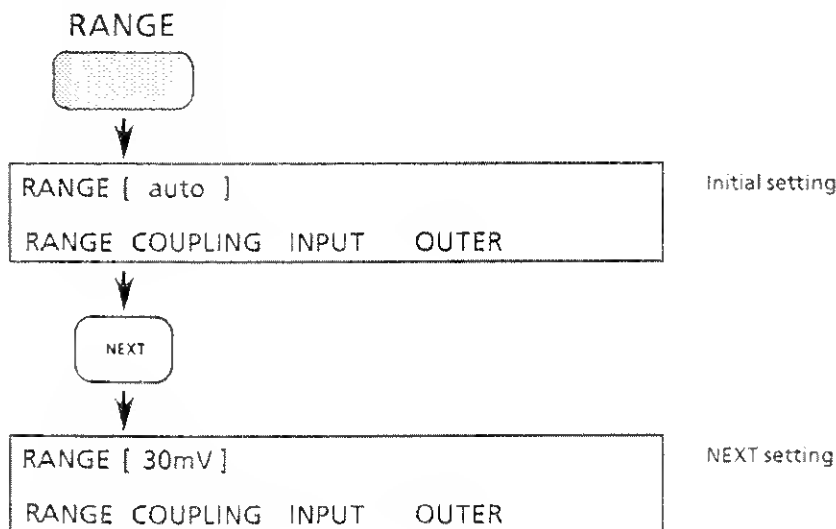 RANGE
RANGE [ auto ]
Initial setting
RANGE COUPLING INPUT OUTER
NEXT
RANGE [ 30mV ]
NEXT setting
RANGE COUPLING INPUT OUTER